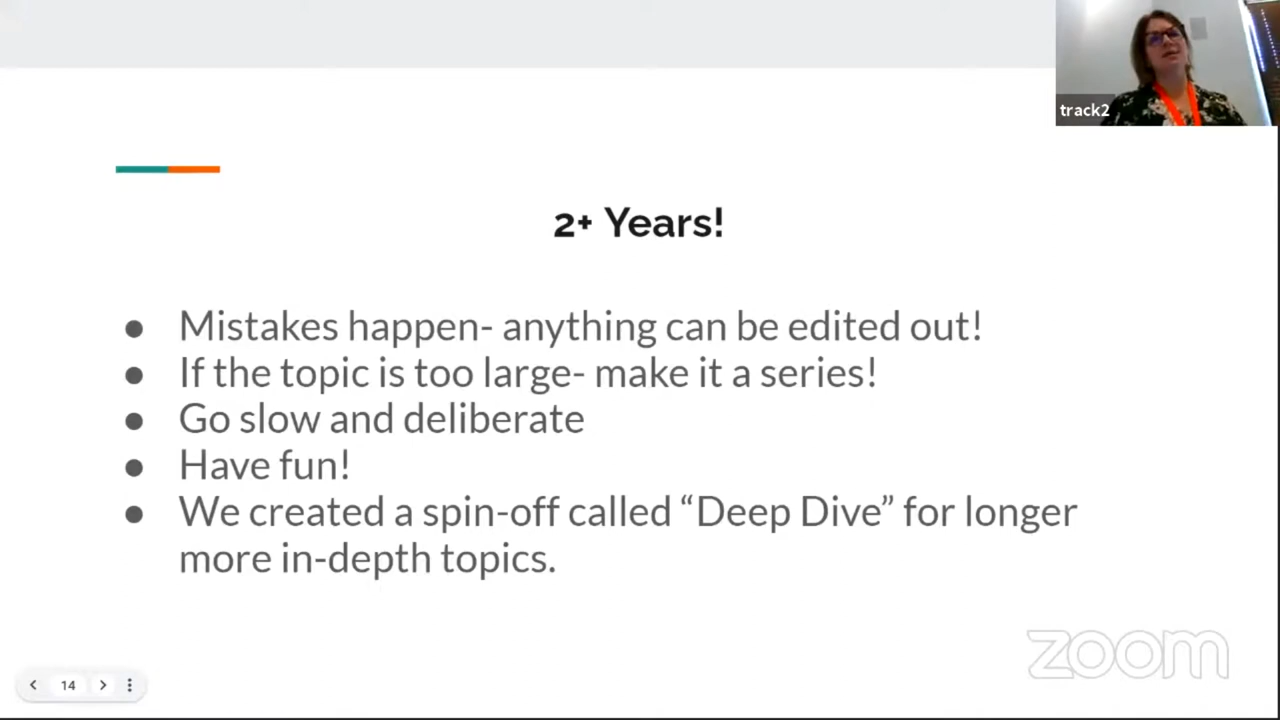 track2
2+ Years!
● Mistakes happen- anything can be edited out!
● If the topic is too large- make it a series!
● Go slow and deliberate
● Have fun!
● We created a spin-off called “Deep Dive” for longer
more in-depth topics.
zoom
14